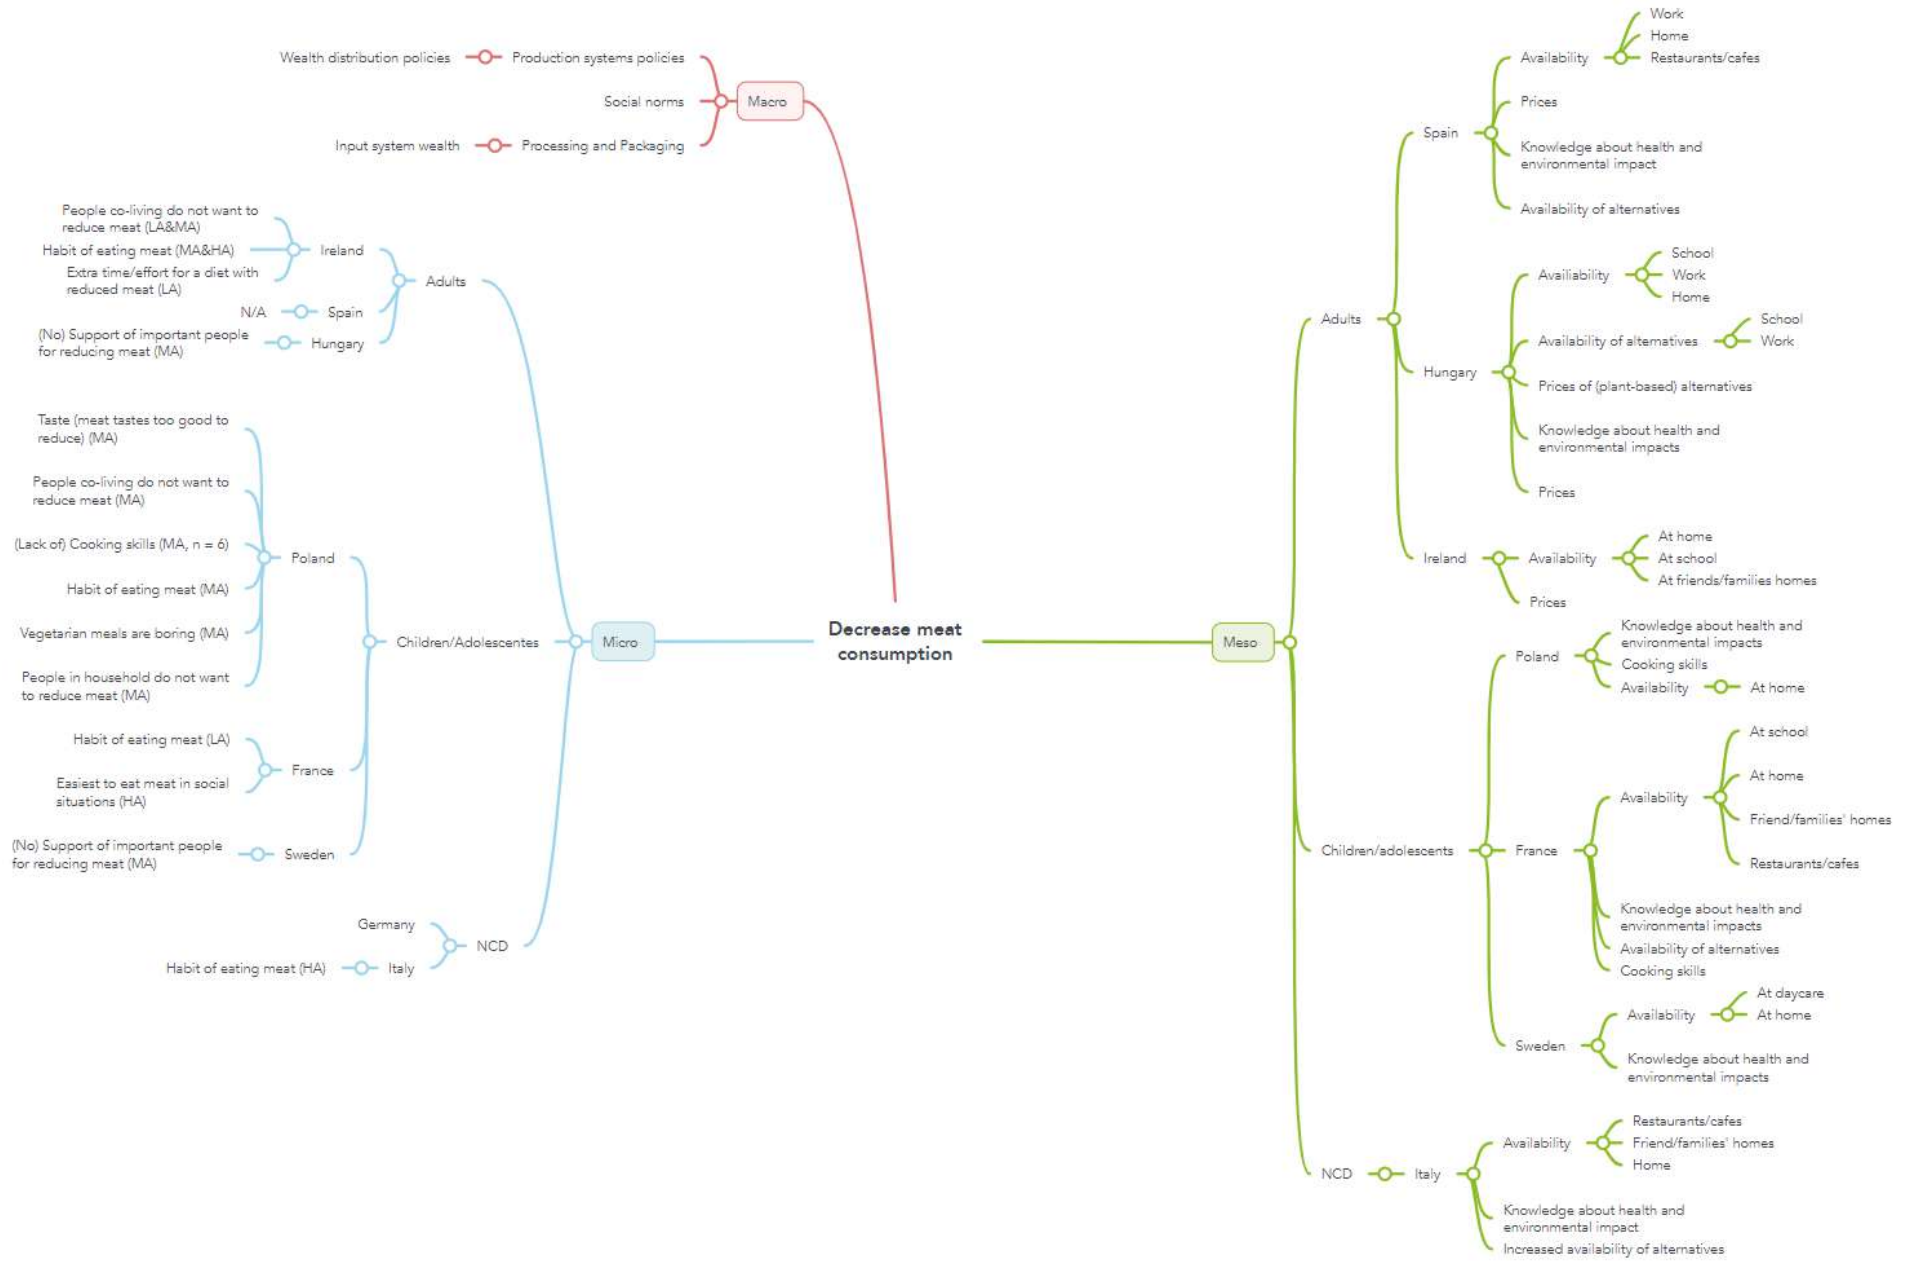 Decrease meat
consumption
Macro
Production systems policies
Wealth distribution policies
Social norms
Processing and Packaging
Input system wealth
Micro
Adults
Ireland
People co-living do not want to
reduce meat (LA&MA)
Habit of eating meat (MA&HA)
Extra time/effort for a diet with
reduced meat (LA)
Spain
N/A
Hungary
(No) Support of important people
for reducing meat (MA)
Children/Adolescentes
Poland
Taste (meat tastes too good to
reduce) (MA)
People co-living do not want to
reduce meat (MA)
(Lack of) Cooking skills (MA, n = 6)
Habit of eating meat (MA)
Vegetarian meals are boring (MA)
People in household do not want
to reduce meat (MA)
France
Habit of eating meat (LA)
Easiest to eat meat in social
situations (HA)
Sweden
(No) Support of important people
for reducing meat (MA)
NCD
Germany
Italy
Habit of eating meat (HA)
Meso
Adults
Spain
Availability
Work
Home
Restaurants/cafes
Prices
Knowledge about health and
environmental impact
Availability of alternatives
Hungary
Availiability
School
Work
Home
Availability of alternatives
School
Work
Prices of (plant-based) alternatives
Knowledge about health and
environmental impacts
Prices
Ireland
Availability
At home
At school
At friends/families homes
Prices
Children/adolescents
Poland
Knowledge about health and
environmental impacts
Cooking skills
Availability
At home
France
Availability
At school
At home
Friend/families' homes
Restaurants/cafes
Knowledge about health and
environmental impacts
Availability of alternatives
Cooking skills
Sweden
Availability
At daycare
At home
Knowledge about health and
environmental impacts
NCD
Italy
Availability
Restaurants/cafes
Friend/families' homes
Home
Knowledge about health and
environmental impact
Increased availability of alternatives